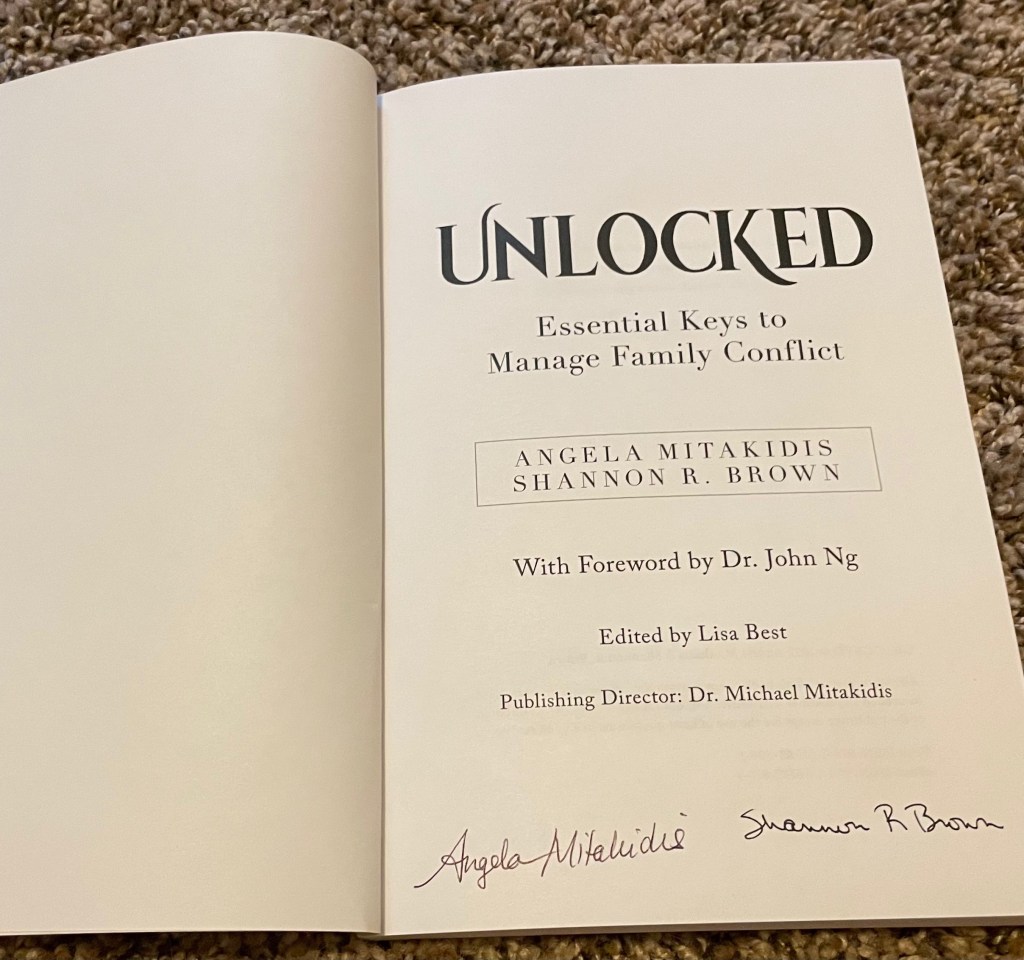 UNLOCKED
Essential Keys to
Manage Family Conflict
ANGELA MITAKIDIS
SHANNON R. BROWN
With Foreword by Dr. John Ng
Edited by Lisa Best
Publishing Director: Dr. Michael Mitakidis
Angela Mitakidis
Shannon R Brown